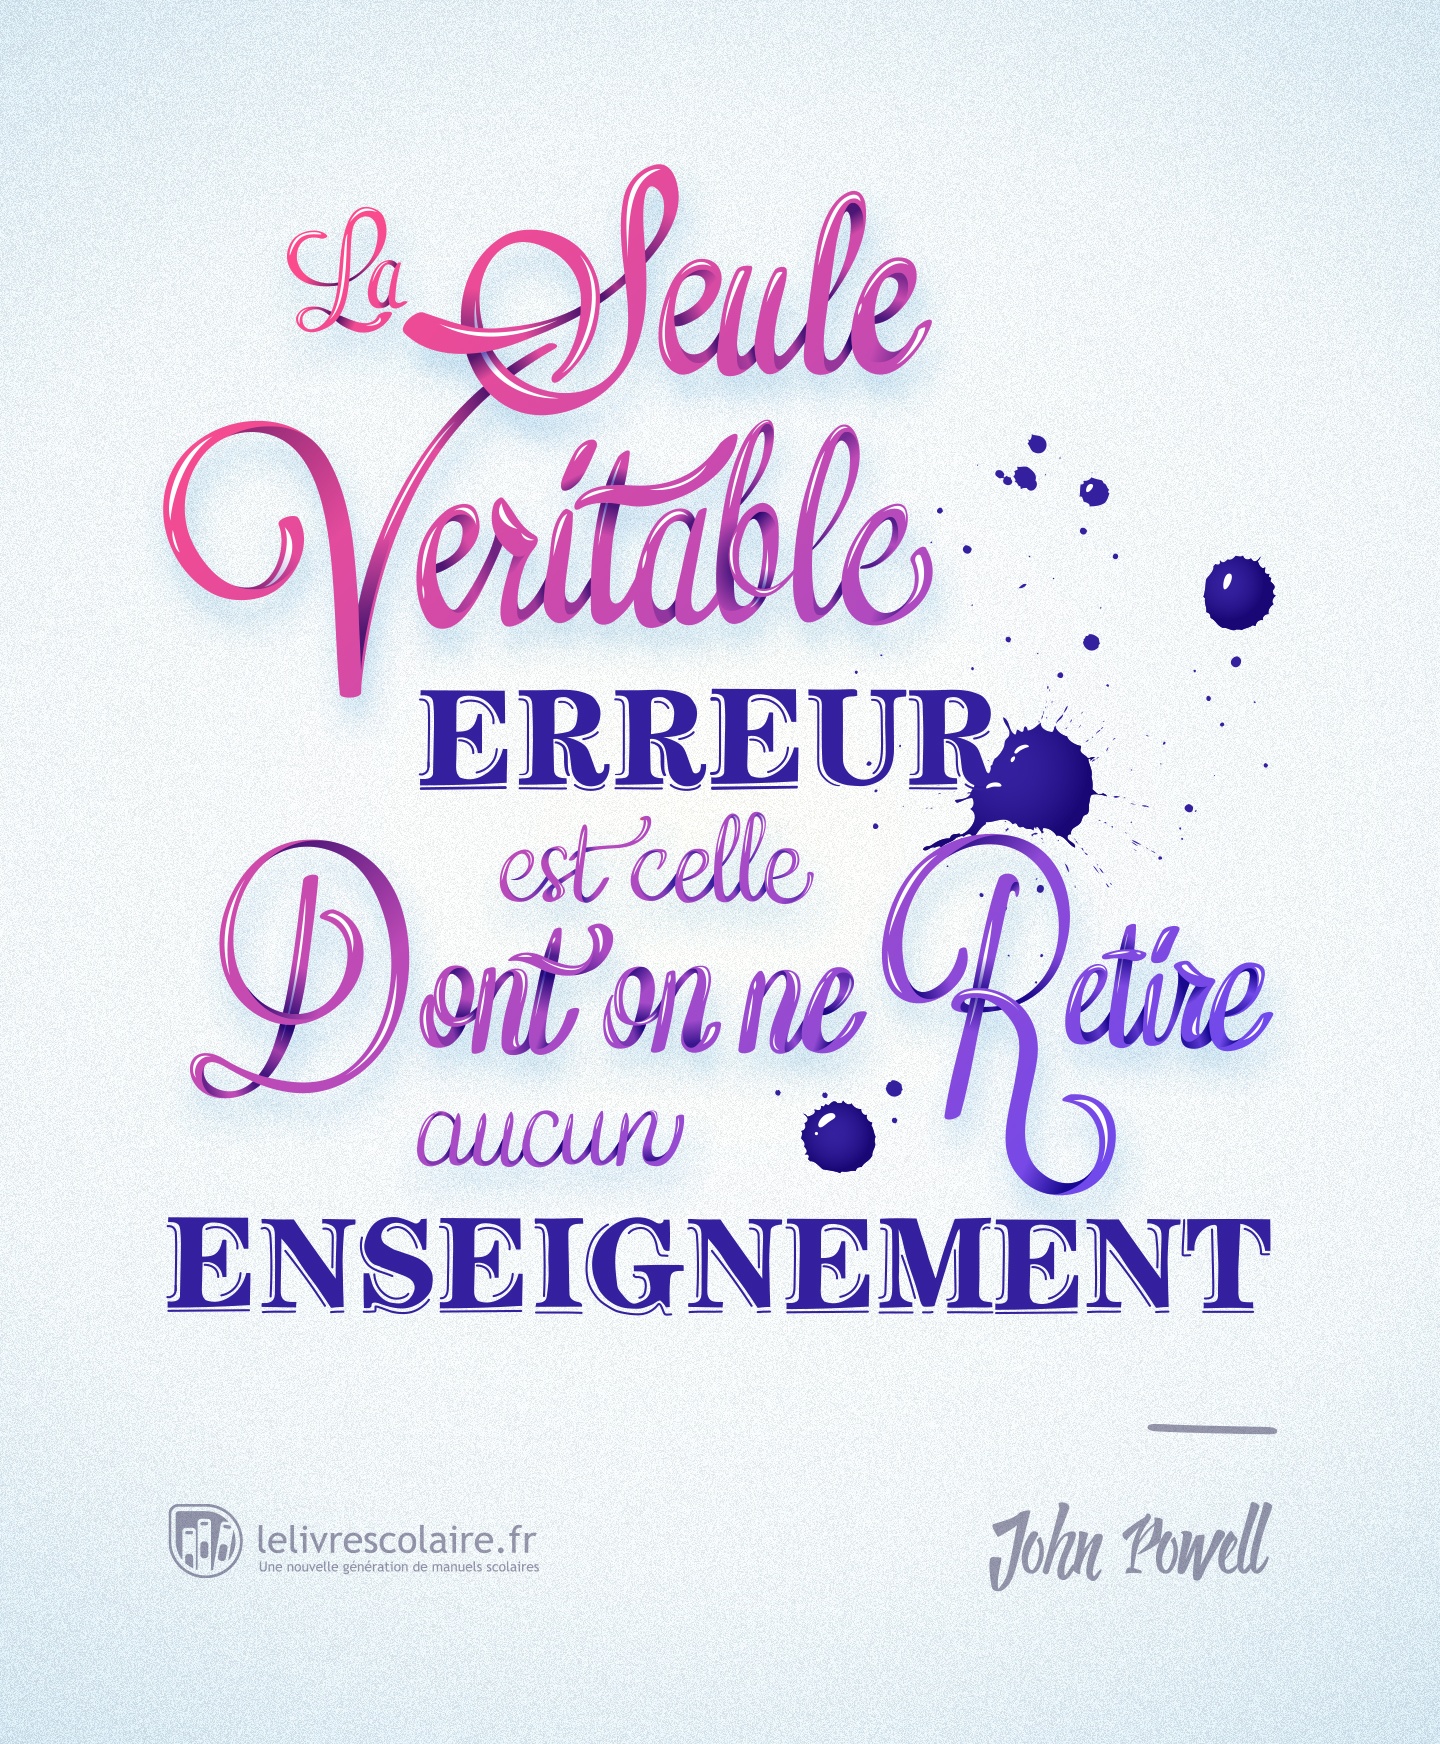 La Seule
Veritable
ERREUR
est celle
Dont on ne Retire
aucun
ENSEIGNEMENT
John Powell
lelivrescolaire.fr
Une nouvelle génération de manuels scolaires